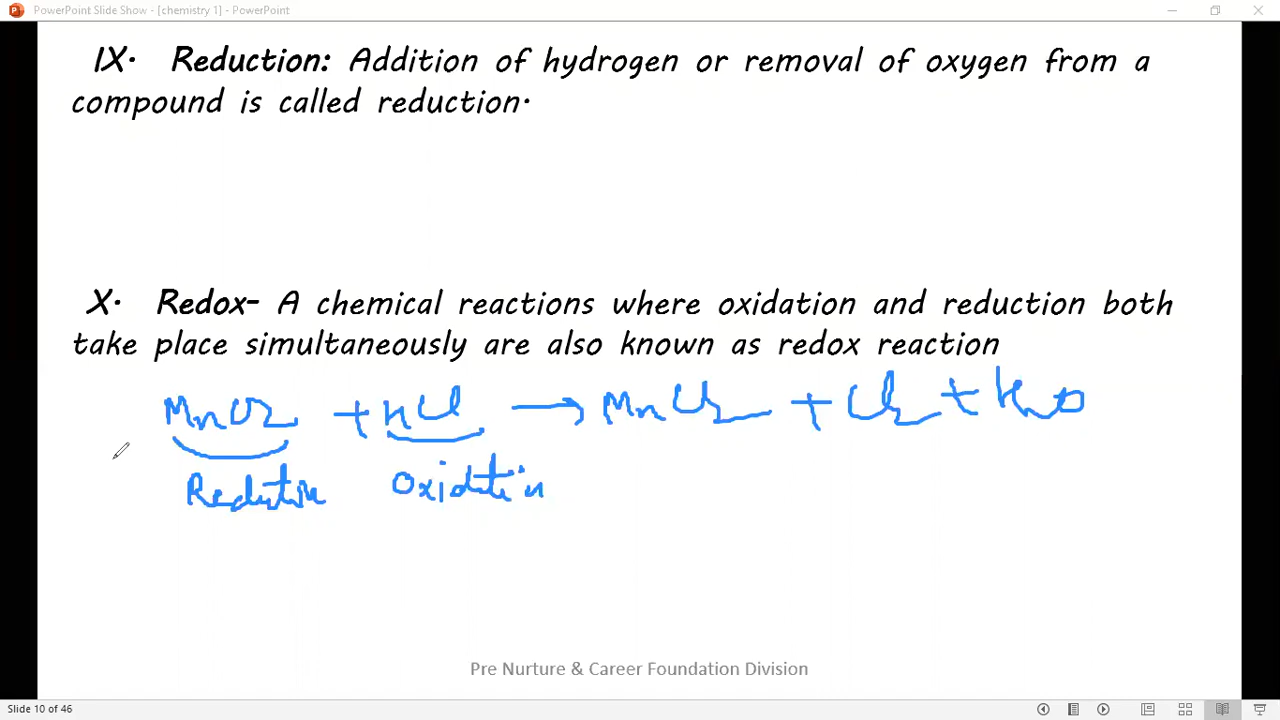 PowerPoint Slide Show - [chemistry 1] - PowerPoint
IX. Reduction: Addition of hydrogen or removal of oxygen from a
compound is called reduction.
X. Redox- A chemical reactions where oxidation and reduction both
take place simultaneously are also known as redox reaction
MnO2 + HCl → MnCl2 + Cl2 + H2O
Reduction Oxidation
Pre Nurture & Career Foundation Division
Slide 10 of 46